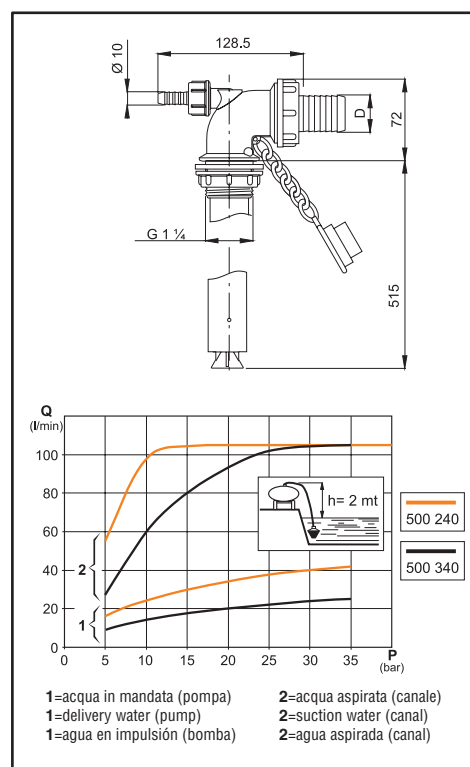 128.5
Ø 10
D
72
G 1 ¼
515
Q
(l/min)
100
80
60
40
20
0
2
1
h= 2 mt
500 240
500 340
0 5 10 15 20 25 30 35 P
(bar)
1=acqua in mandata (pompa) 2=acqua aspirata (canale)
1=delivery water (pump) 2=suction water (canal)
1=agua en impulsión (bomba) 2=agua aspirada (canal)